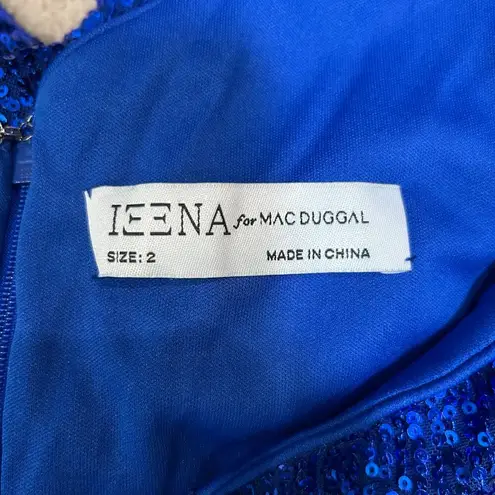 IEENA for MAC DUGGAL
SIZE: 2 MADE IN CHINA